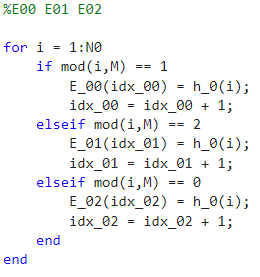 %E00 E01 E02
for i = 1:N0
    if mod(i,M) == 1
        E_00(idx_00) = h_0(i);
        idx_00 = idx_00 + 1;
    elseif mod(i,M) == 2
        E_01(idx_01) = h_0(i);
        idx_01 = idx_01 + 1;
    elseif mod(i,M) == 0
        E_02(idx_02) = h_0(i);
        idx_02 = idx_02 + 1;
    end
end